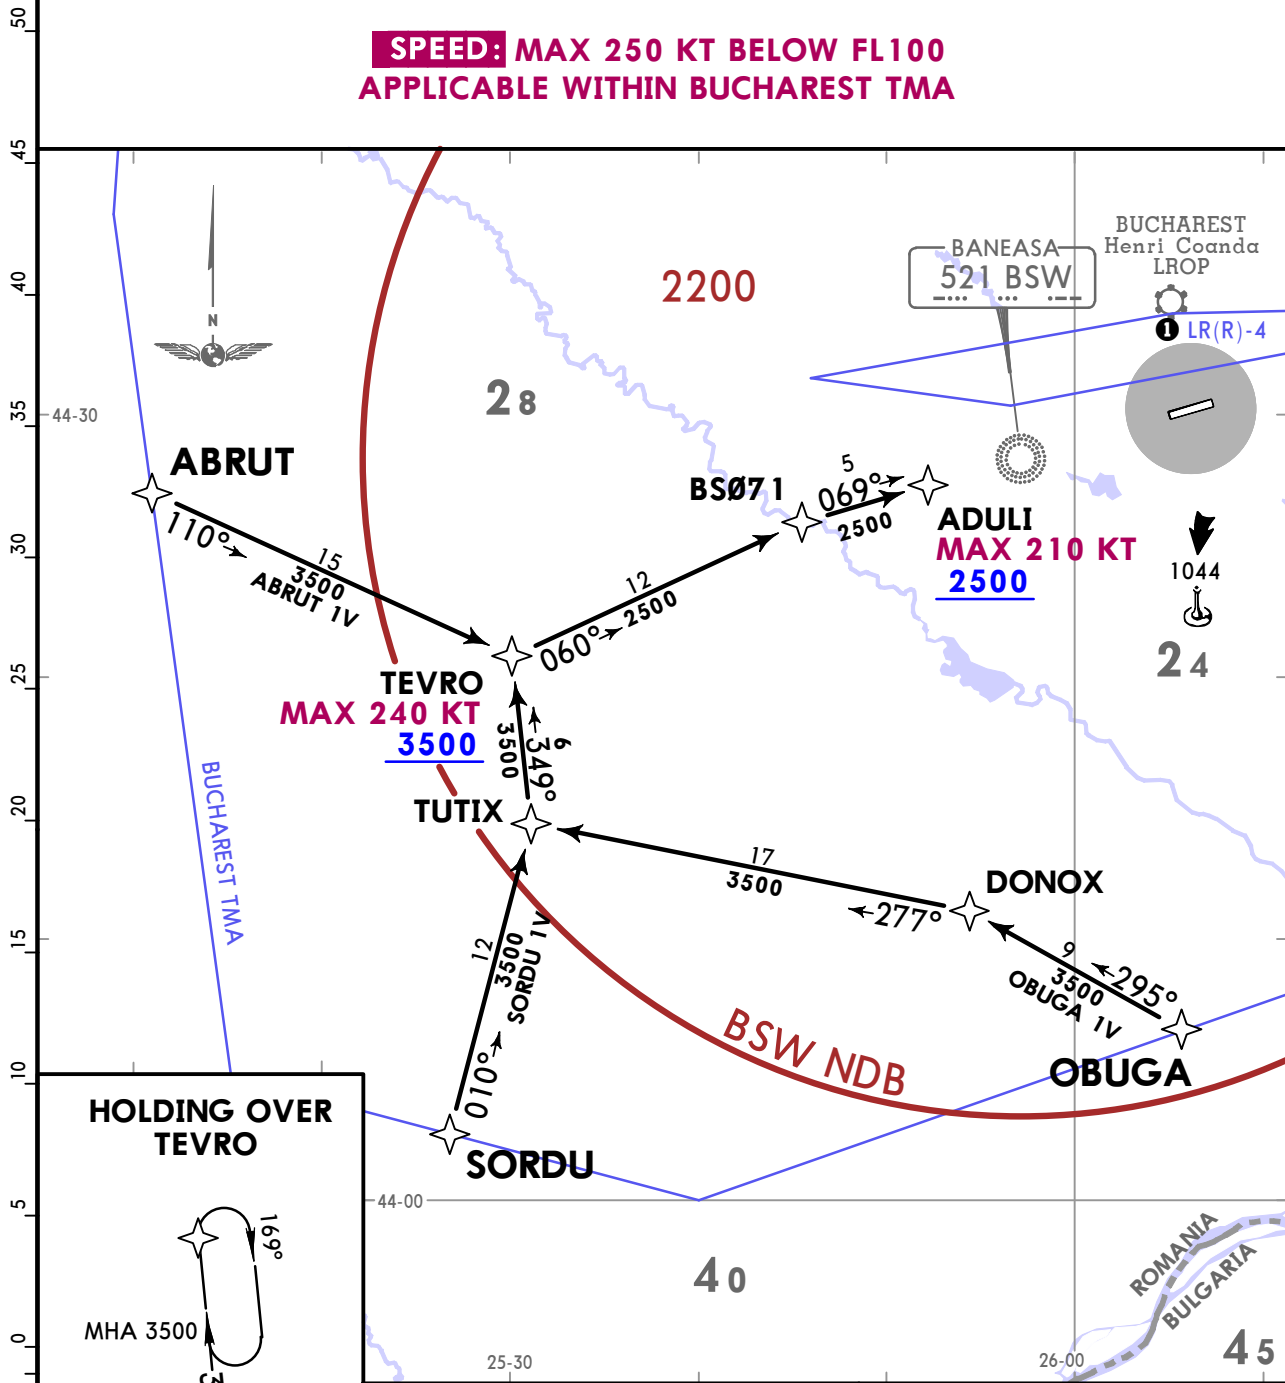 SPEED: MAX 250 KT BELOW FL100
APPLICABLE WITHIN BUCHAREST TMA
50
45
40
35
30
25
20
15
10
5
0
N
2200
28
BANEASA
521 BSW
BUCHAREST
Henri Coanda
LROP
1 LR(R)-4
44-30
ABRUT
110°
15
3500
ABRUT 1V
BSØ71
5
069°
2500
ADULI
MAX 210 KT
2500
1044
24
12
2500
060°
TEVRO
MAX 240 KT
3500
6
349°
3500
TUTIX
BUCHAREST TMA
17
3500
277°
DONOX
9
3500
OBUGA 1V
295°
OBUGA
12
3500
SORDU 1V
010°
SORDU
BSW NDB
HOLDING OVER
TEVRO
169°
MHA 3500
3
44-00
40
ROMANIA
BULGARIA
45
25-30
26-00